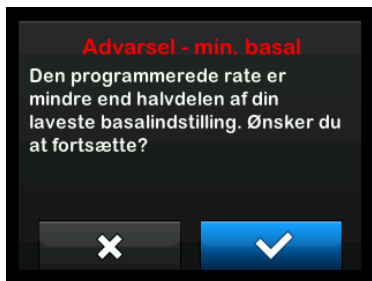 Advarsel - min. basal
Den programmerede rate er
mindre end halvdelen af din
laveste basalindstilling. Ønsker du
at fortsætte?